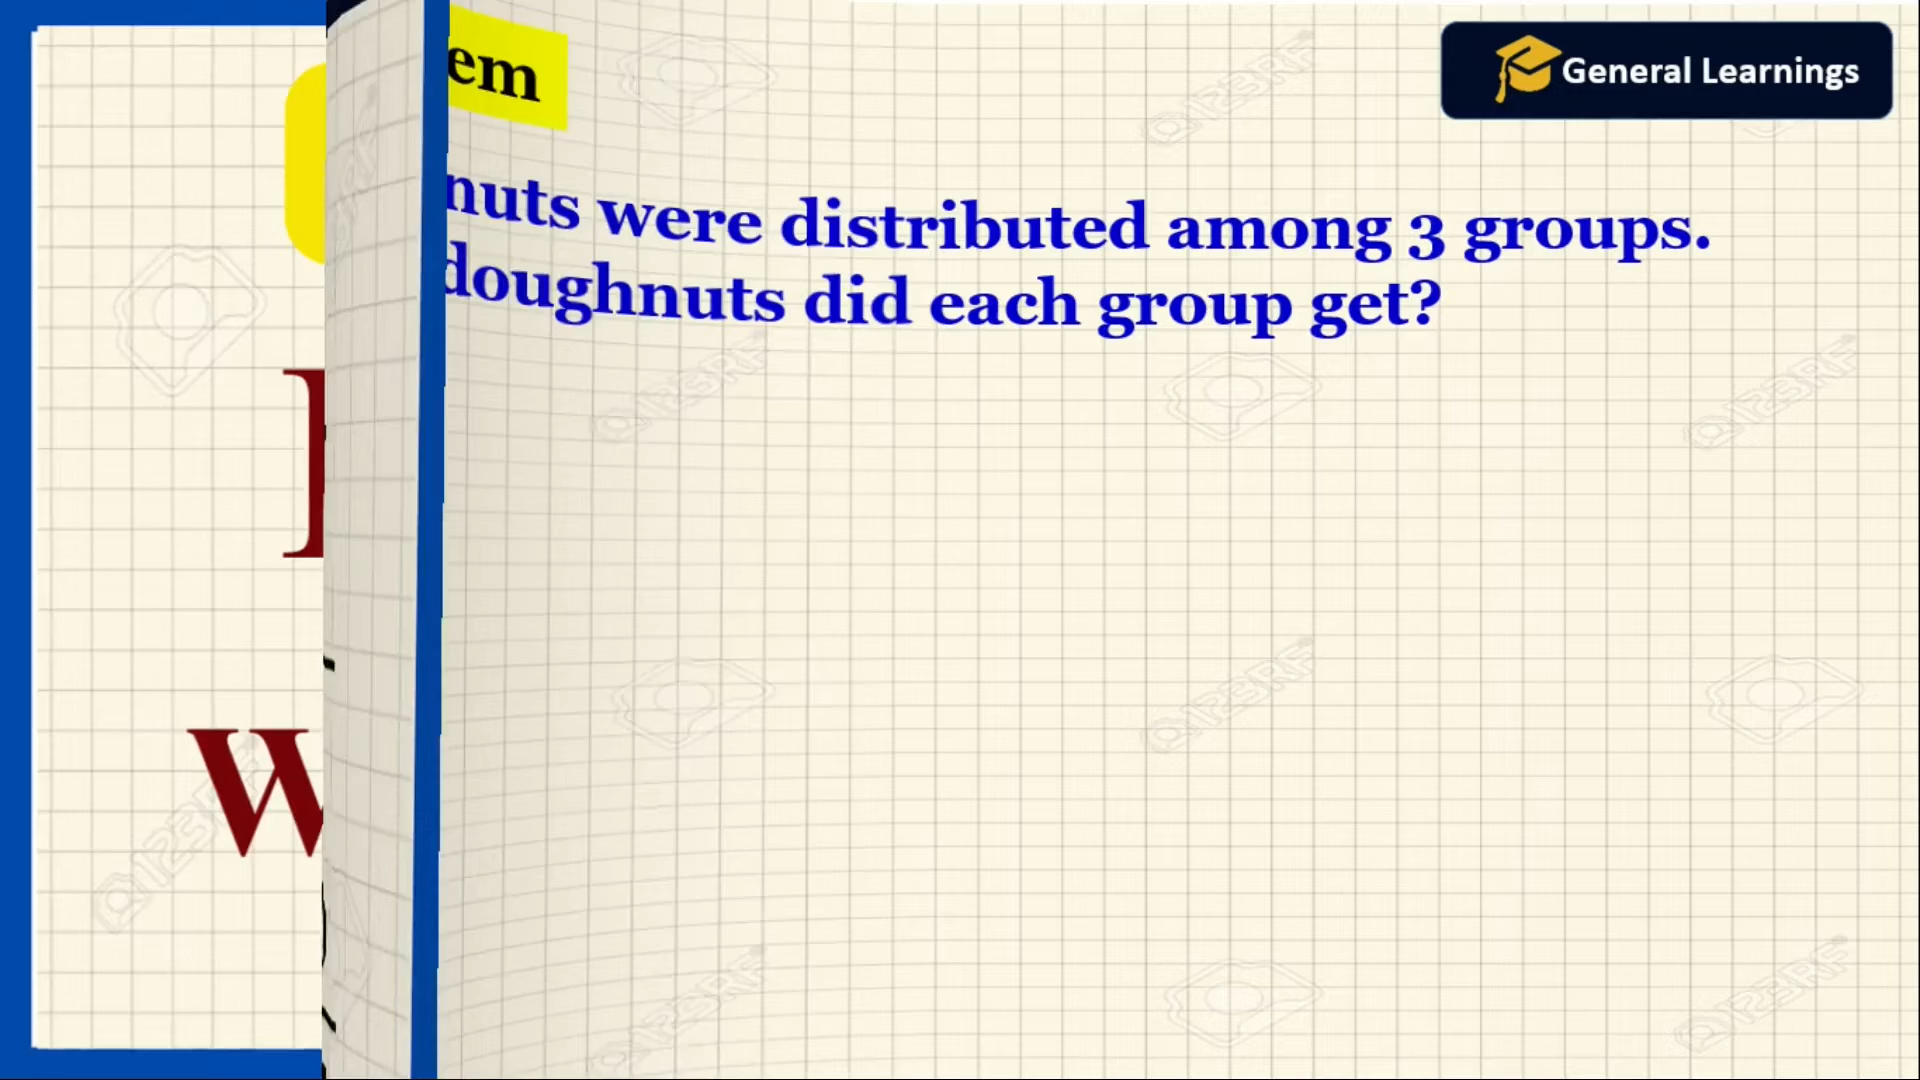 General Learnings
em
nuts were distributed among 3 groups.
doughnuts did each group get?
W